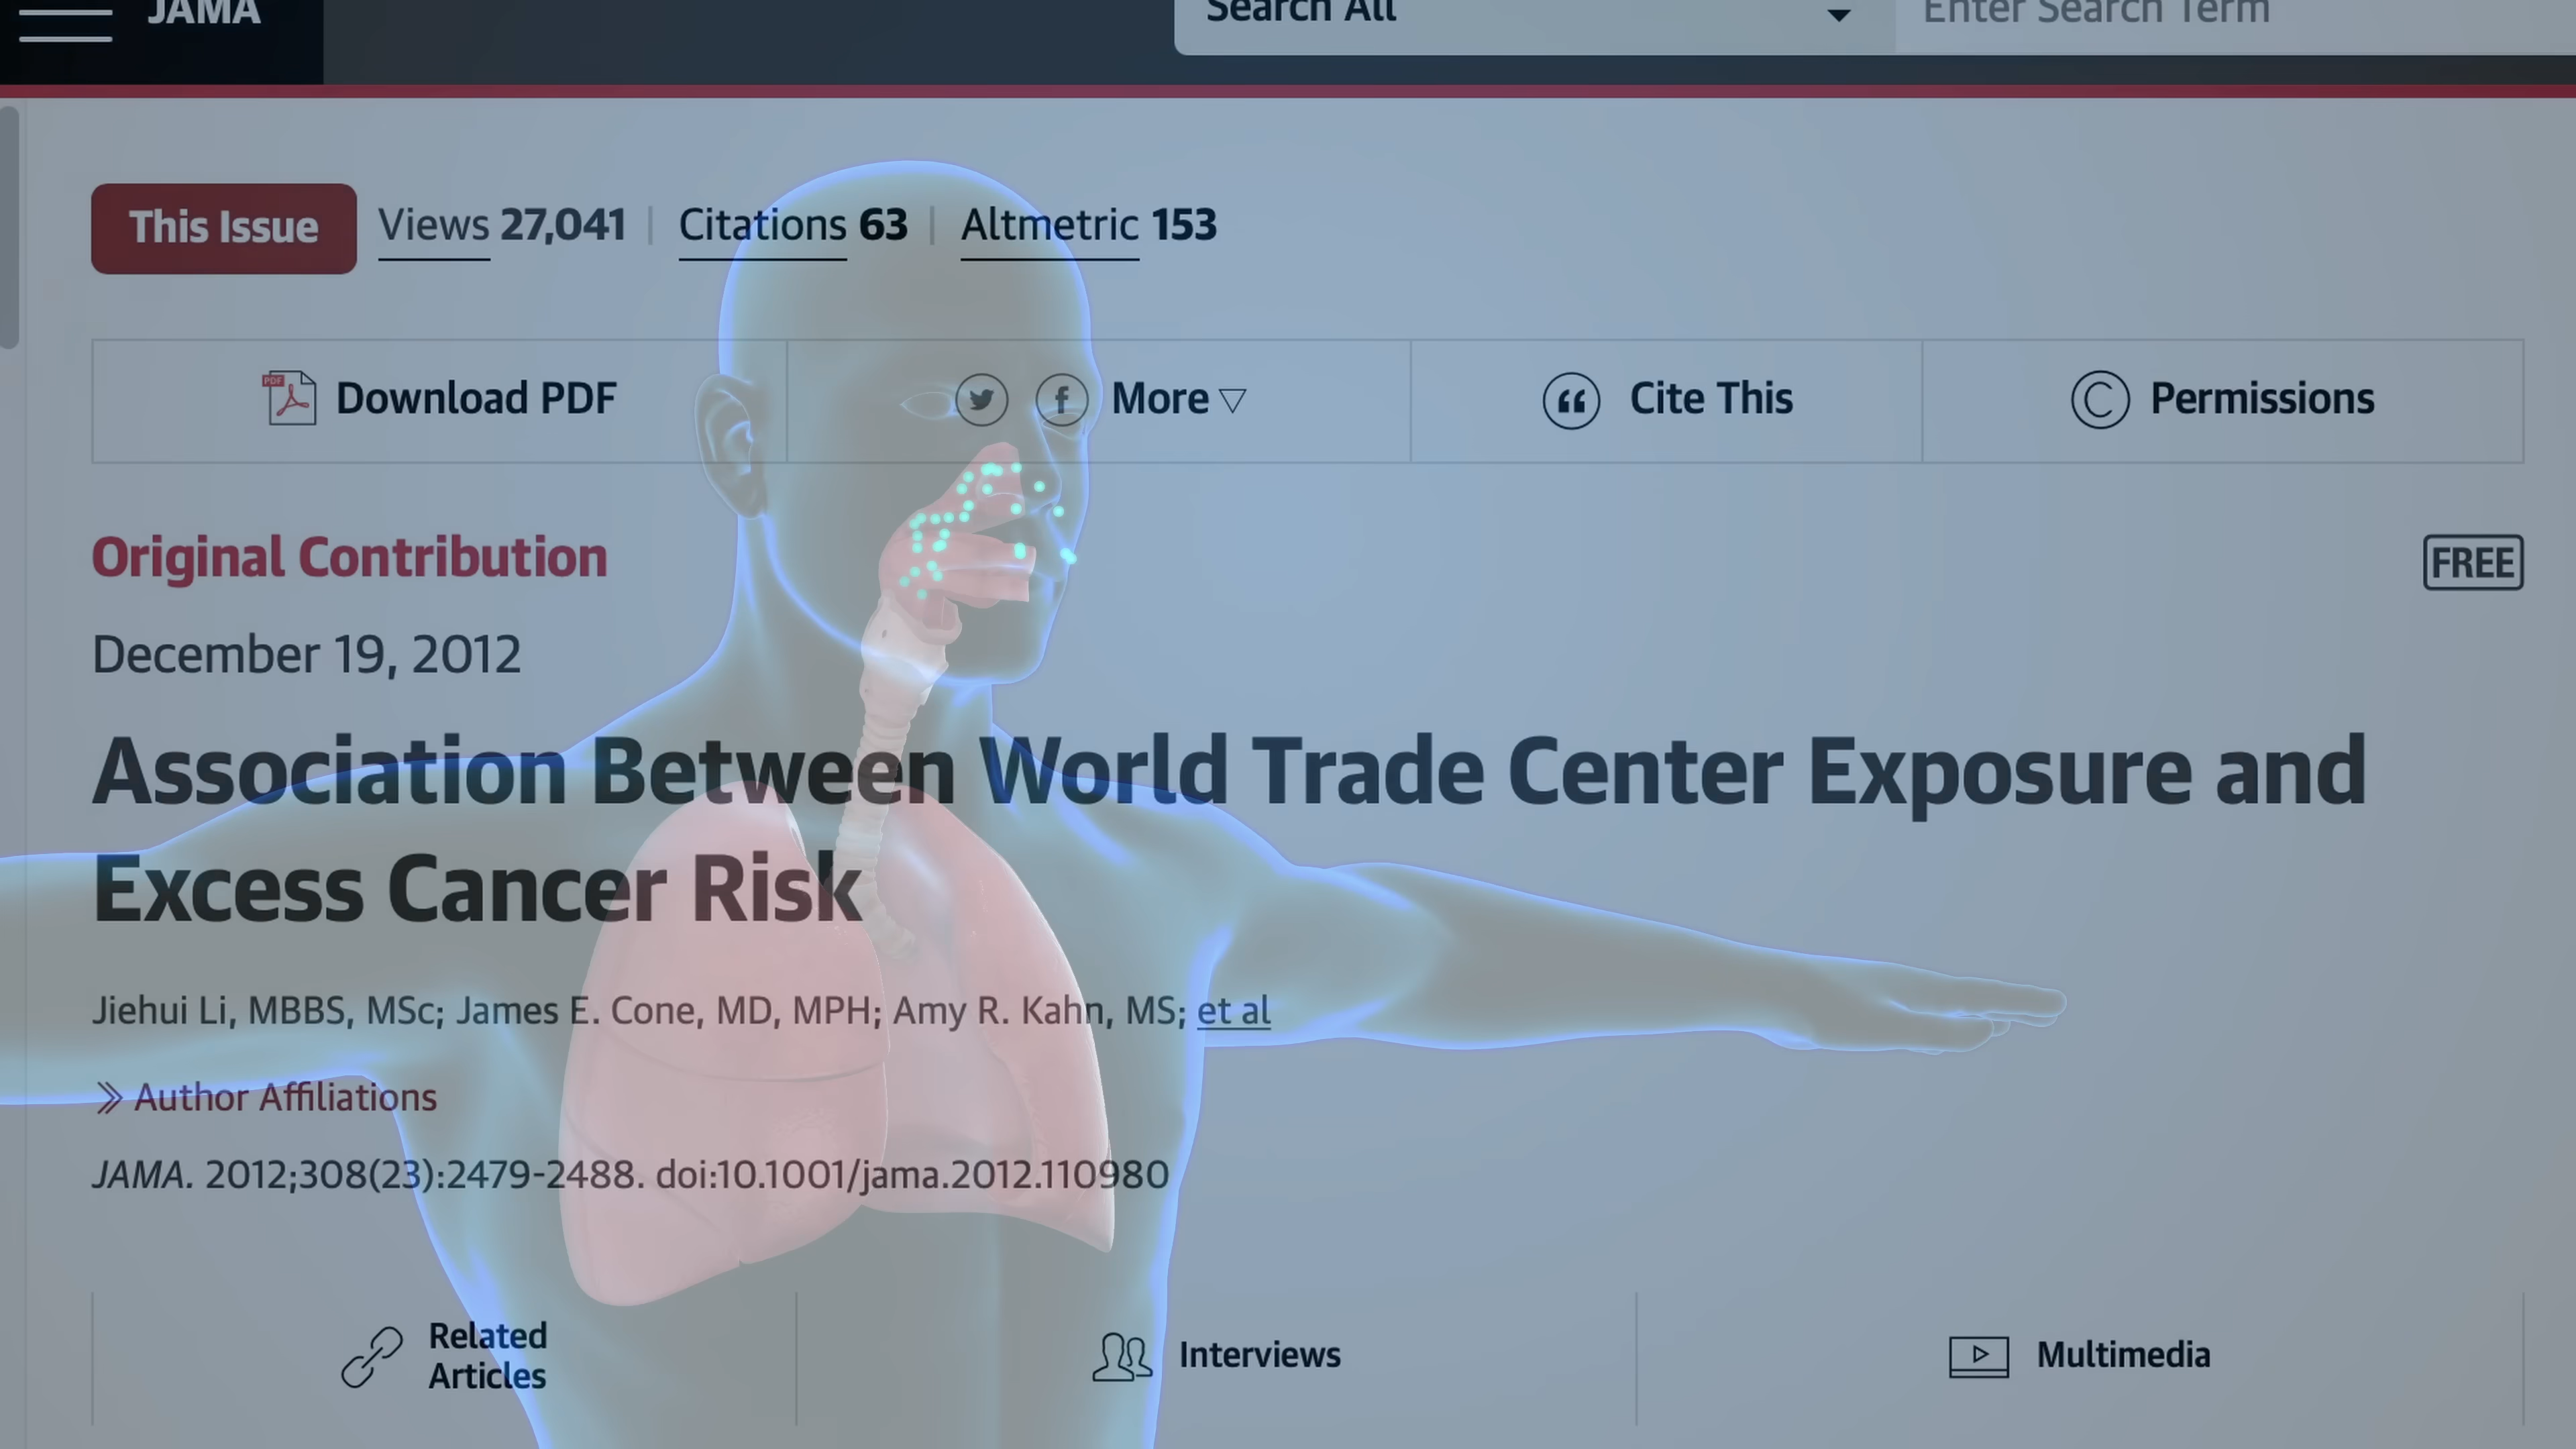 JAMA
Search All
Enter Search Term
This Issue
Views 27,041 | Citations 63 | Altmetric 153
PDF
Download PDF
More
Cite This
Permissions
Original Contribution
FREE
December 19, 2012
Association Between World Trade Center Exposure and
Excess Cancer Risk
Jiehui Li, MBBS, MSc; James E. Cone, MD, MPH; Amy R. Kahn, MS; et al
Author Affiliations
JAMA. 2012;308(23):2479-2488. doi:10.1001/jama.2012.110980
Related
Articles
Interviews
Multimedia